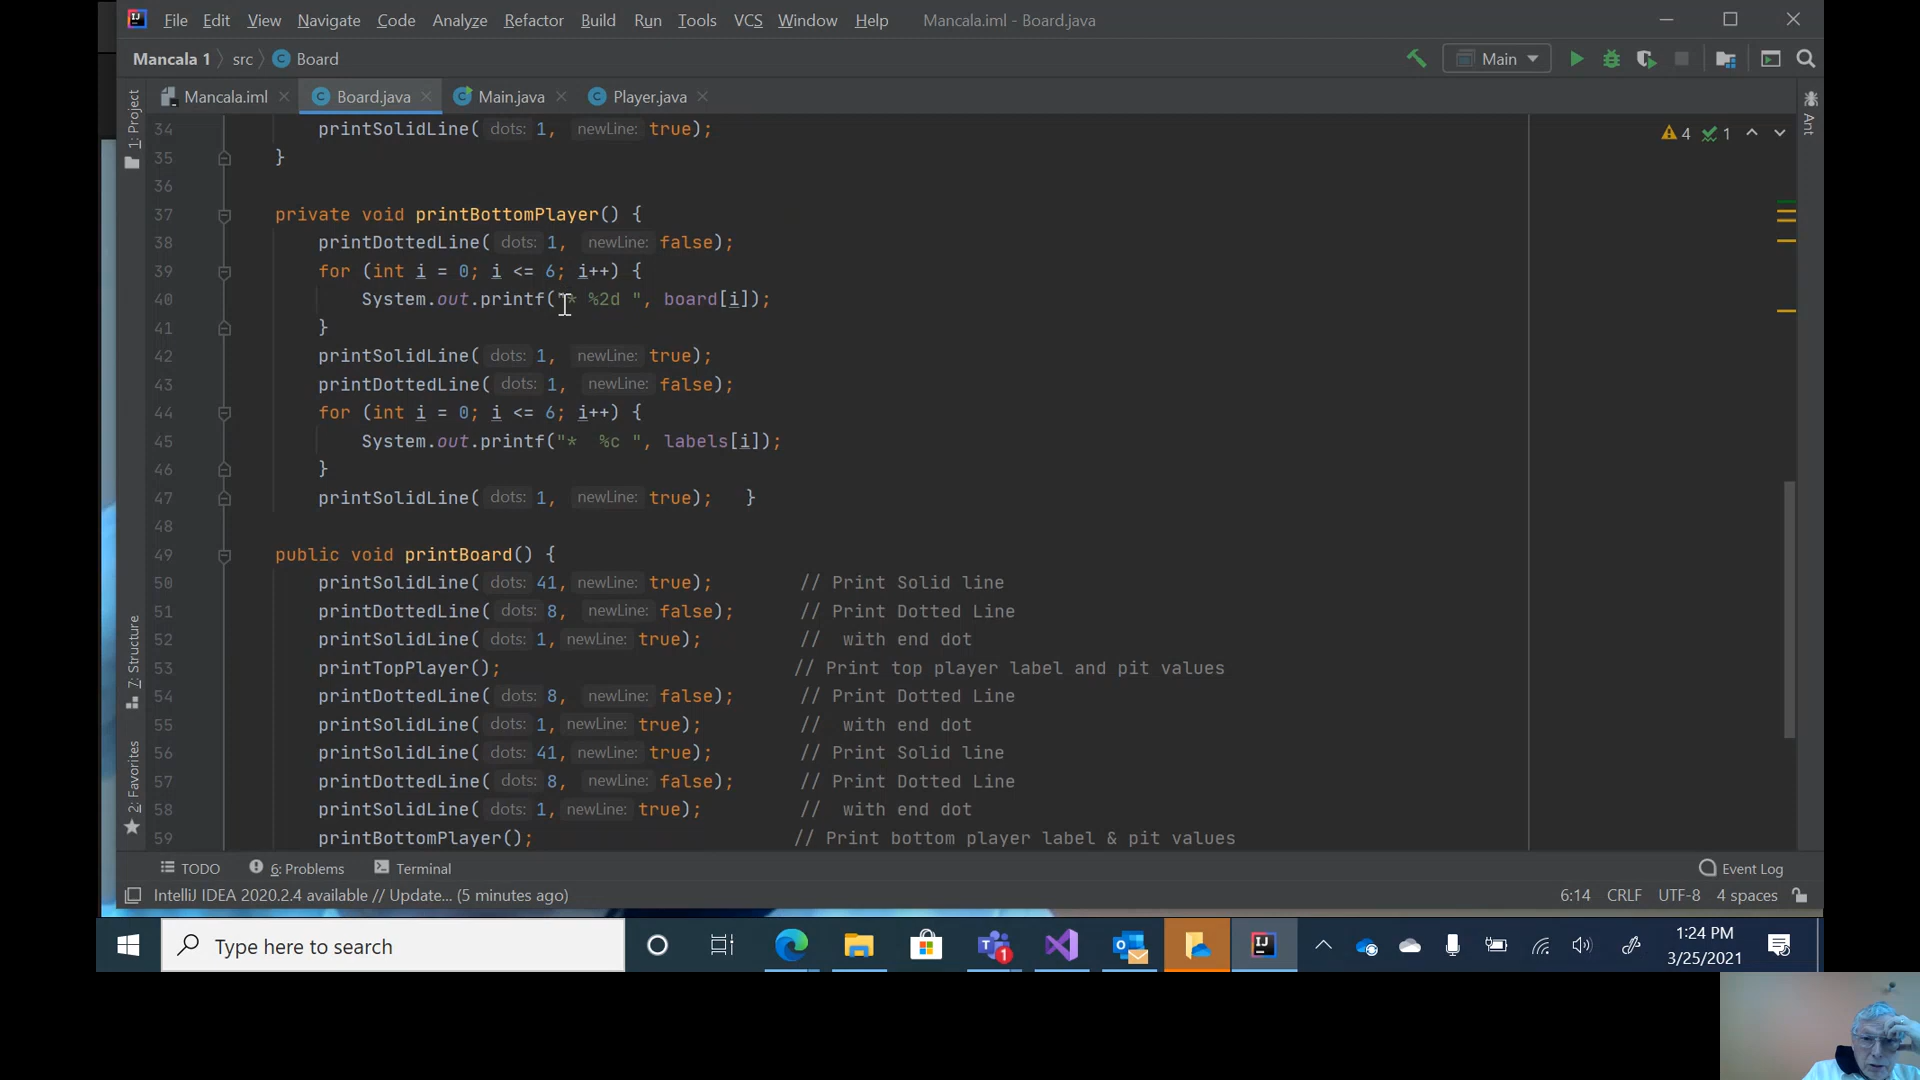 File Edit View Navigate Code Analyze Refactor Build Run Tools VCS Window Help Mancala.iml - Board.java
Mancala 1 src Board Main
Mancala.iml Board.java Main.java Player.java
1: Project
7: Structure
2: Favorites
Ant
4 1
34 printSolidLine( dots: 1, newLine: true);
35 }
36
37 private void printBottomPlayer() {
38 printDottedLine( dots: 1, newLine: false);
39 for (int i = 0; i <= 6; i++) {
40 System.out.printf("* %2d ", board[i]);
41 }
42 printSolidLine( dots: 1, newLine: true);
43 printDottedLine( dots: 1, newLine: false);
44 for (int i = 0; i <= 6; i++) {
45 System.out.printf("*  %c ", labels[i]);
46 }
47 printSolidLine( dots: 1, newLine: true);   }
48
49 public void printBoard() {
50 printSolidLine( dots: 41, newLine: true); // Print Solid line
51 printDottedLine( dots: 8, newLine: false); // Print Dotted Line
52 printSolidLine( dots: 1, newLine: true); //  with end dot
53 printTopPlayer(); // Print top player label and pit values
54 printDottedLine( dots: 8, newLine: false); // Print Dotted Line
55 printSolidLine( dots: 1, newLine: true); //  with end dot
56 printSolidLine( dots: 41, newLine: true); // Print Solid line
57 printDottedLine( dots: 8, newLine: false); // Print Dotted Line
58 printSolidLine( dots: 1, newLine: true); //  with end dot
59 printBottomPlayer(); // Print bottom player label & pit values
TODO 6: Problems Terminal Event Log
IntelliJ IDEA 2020.2.4 available // Update... (5 minutes ago) 6:14 CRLF UTF-8 4 spaces
Type here to search
1:24 PM
3/25/2021